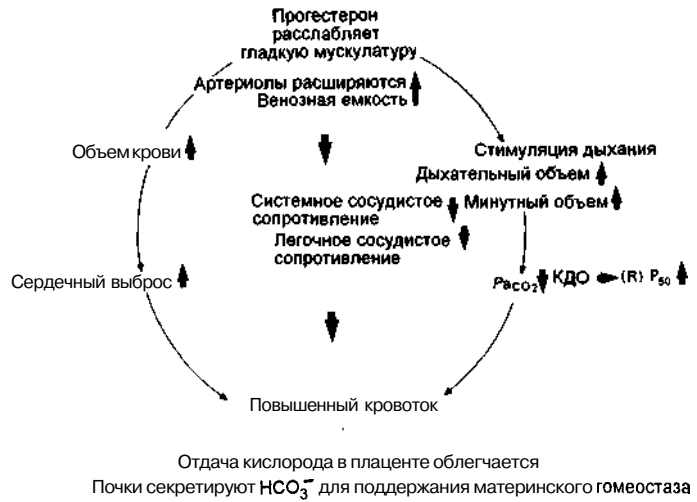 Прогестерон
расслабляет
гладкую мускулатуру
Артериолы расширяются
Венозная емкость
Объем крови
Стимуляция дыхания
Дыхательный объем
Системное сосудистое
сопротивление
Минутный объем
Легочное сосудистое
сопротивление
Сердечный выброс
PaCO₂ КДО (R) P₅₀
Повышенный кровоток
Отдача кислорода в плаценте облегчается
Почки секретируют HCO₃⁻ для поддержания материнского гомеостаза